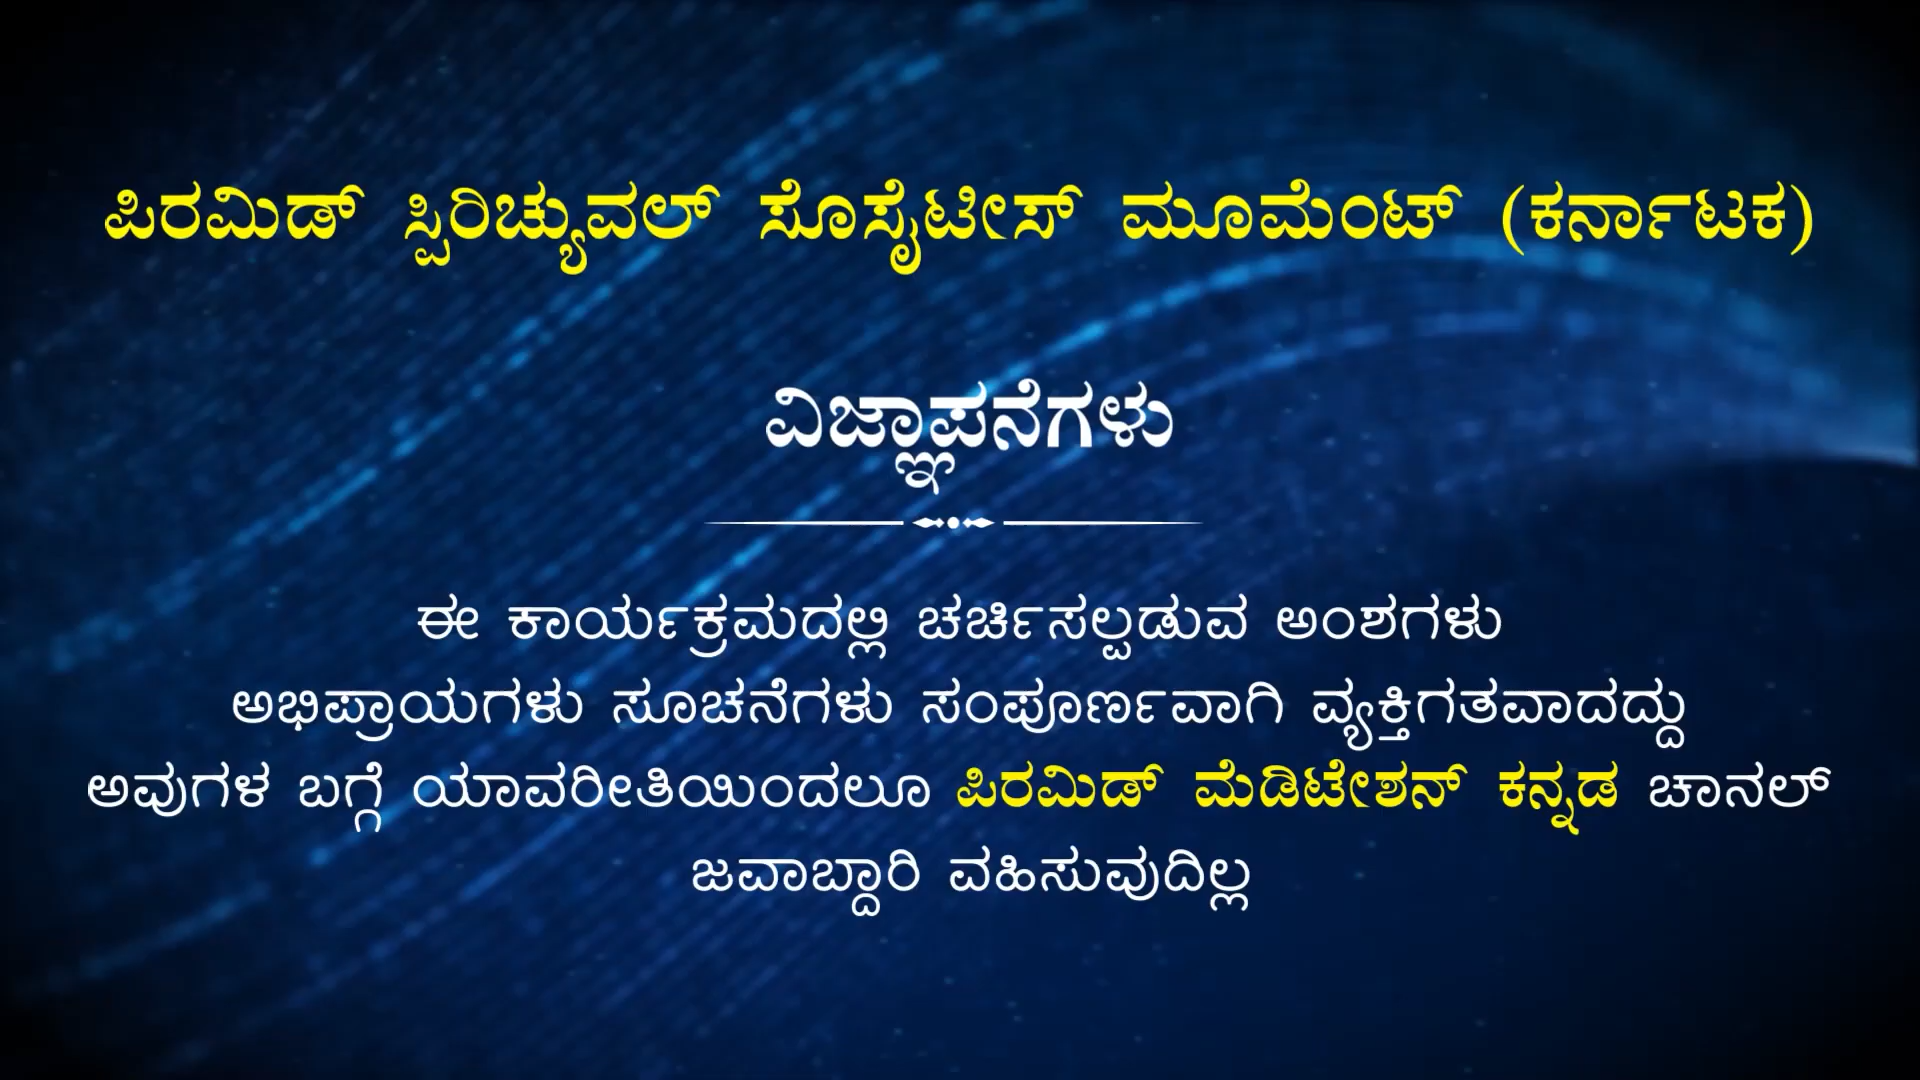 ಪಿರಮಿಡ್ ಸ್ಪಿರಿಚ್ಯುವಲ್ ಸೊಸೈಟೀಸ್ ಮೂಮೆಂಟ್ (ಕರ್ನಾಟಕ)
ವಿಜ್ಞಾಪನೆಗಳು
ಈ ಕಾರ್ಯಕ್ರಮದಲ್ಲಿ ಚರ್ಚಿಸಲ್ಪಡುವ ಅಂಶಗಳು
ಅಭಿಪ್ರಾಯಗಳು ಸೂಚನೆಗಳು ಸಂಪೂರ್ಣವಾಗಿ ವ್ಯಕ್ತಿಗತವಾದದ್ದು
ಅವುಗಳ ಬಗ್ಗೆ ಯಾವರೀತಿಯಿಂದಲೂ ಪಿರಮಿಡ್ ಮೆಡಿಟೇಶನ್ ಕನ್ನಡ ಚಾನಲ್
ಜವಾಬ್ದಾರಿ ವಹಿಸುವುದಿಲ್ಲ